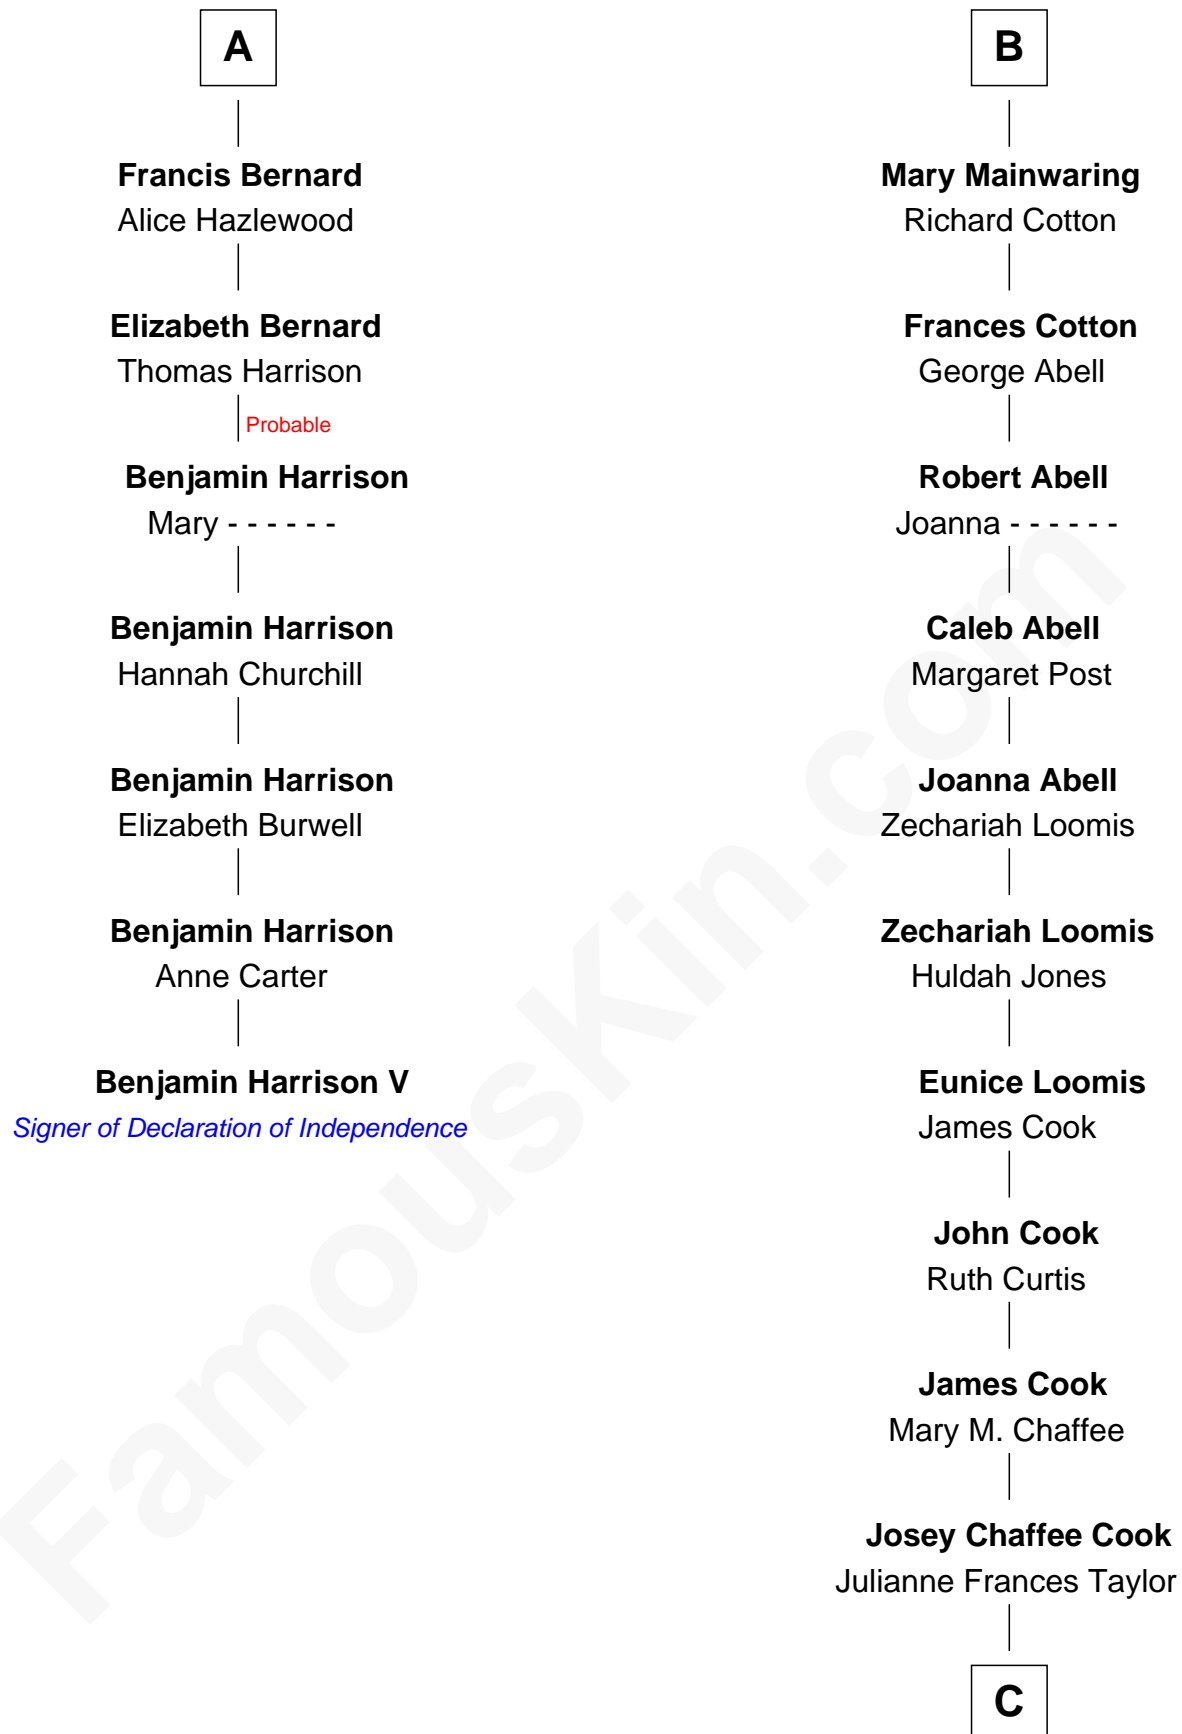 A
Francis Bernard
Alice Hazlewood
Elizabeth Bernard
Thomas Harrison
Probable
Benjamin Harrison
Mary - - - - - -
Benjamin Harrison
Hannah Churchill
Benjamin Harrison
Elizabeth Burwell
Benjamin Harrison
Anne Carter
Benjamin Harrison V
Signer of Declaration of Independence
B
Mary Mainwaring
Richard Cotton
Frances Cotton
George Abell
Robert Abell
Joanna - - - - - -
Caleb Abell
Margaret Post
Joanna Abell
Zechariah Loomis
Zechariah Loomis
Huldah Jones
Eunice Loomis
James Cook
John Cook
Ruth Curtis
James Cook
Mary M. Chaffee
Josey Chaffee Cook
Julianne Frances Taylor
C
FamousKin.com